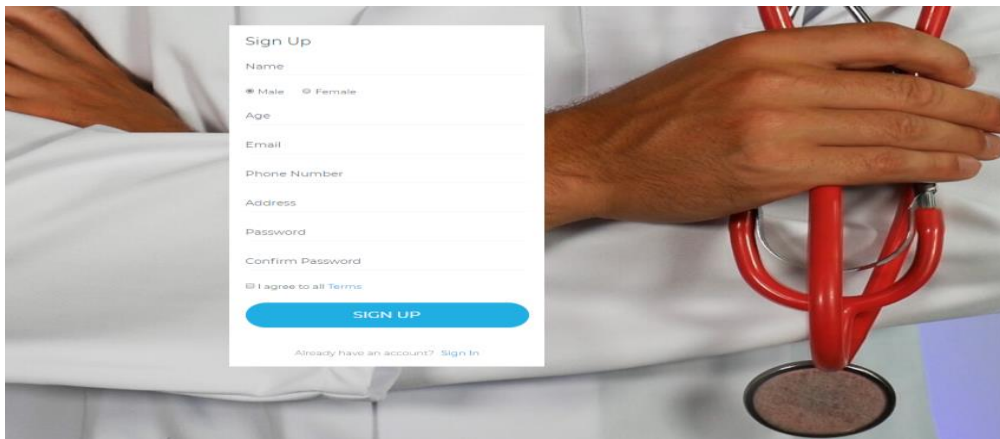 Sign Up
Name
Male Female
Age
Email
Phone Number
Address
Password
Confirm Password
I agree to all Terms
SIGN UP
Already have an account? Sign In